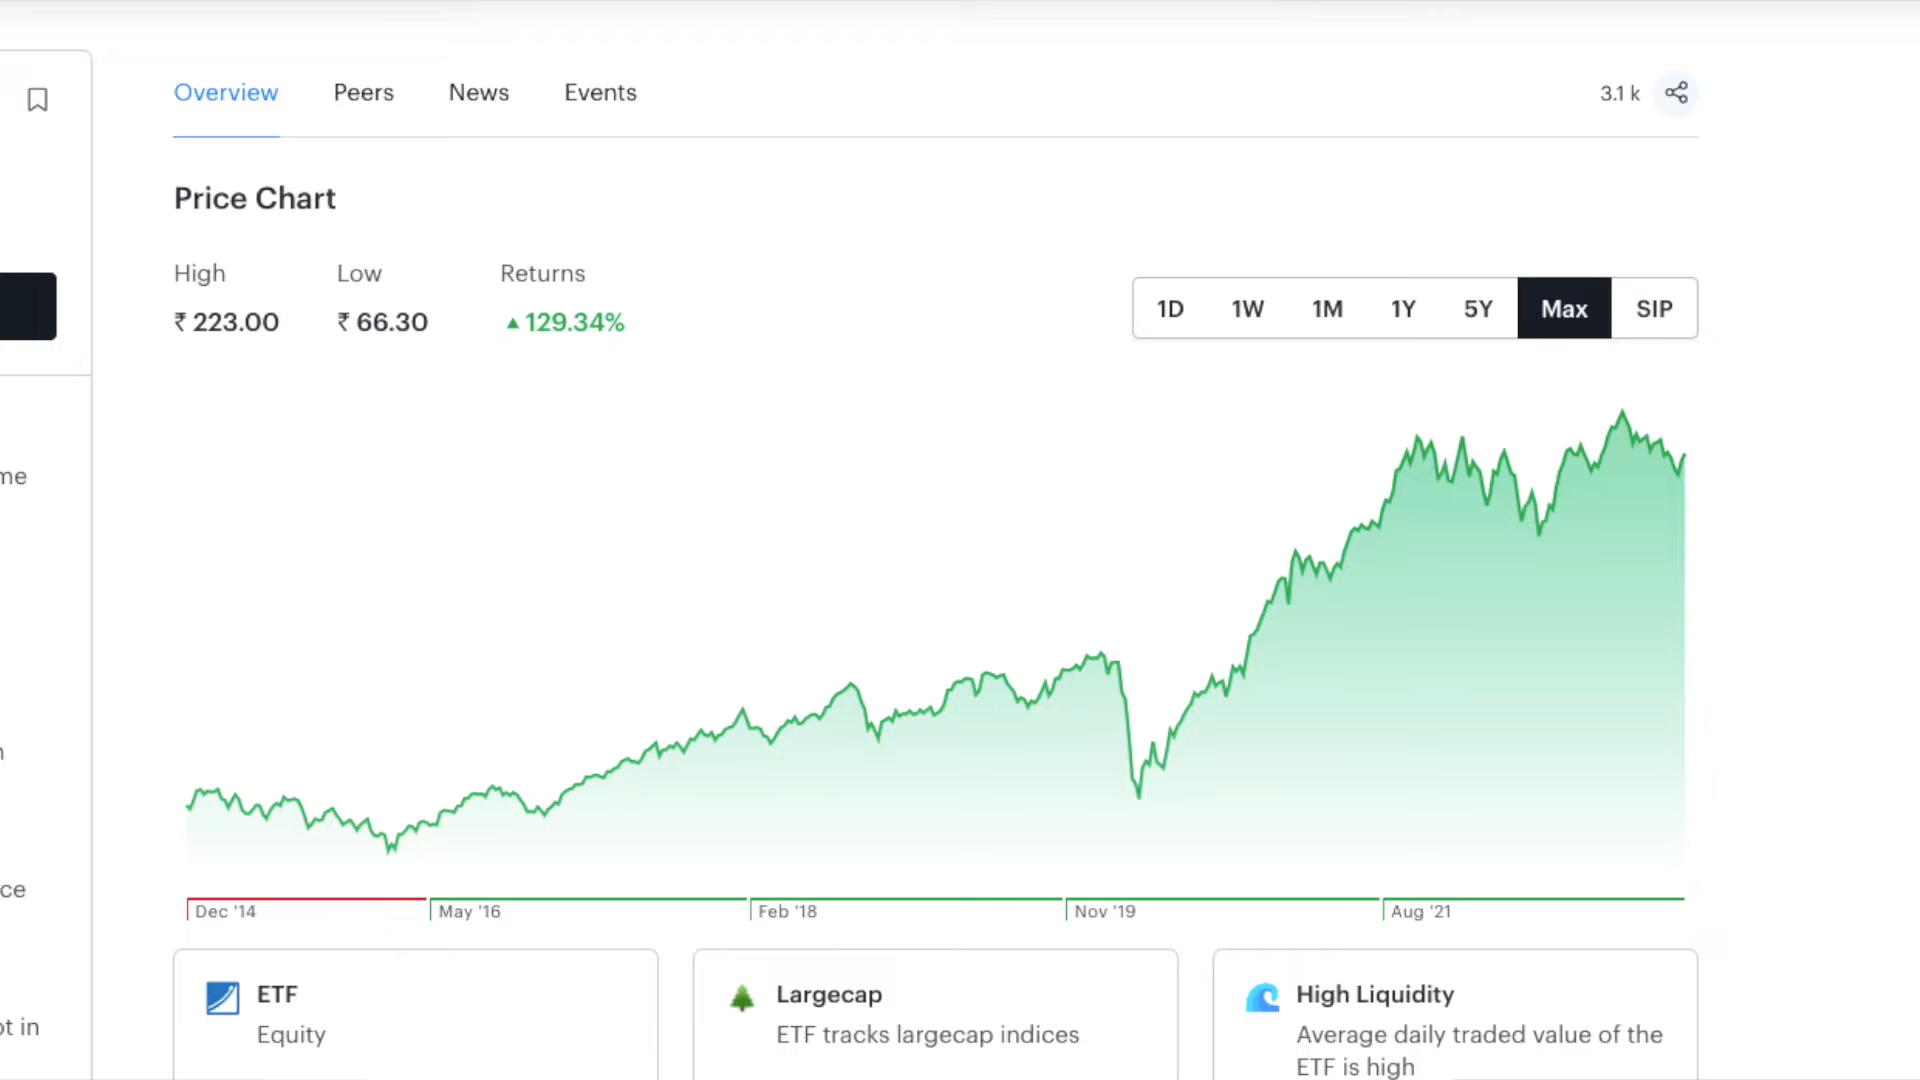 Overview Peers News Events 3.1 k
Price Chart
High Low Returns
₹ 223.00 ₹ 66.30 ▲129.34%
1D 1W 1M 1Y 5Y Max SIP
me
n
ce
ot in
Dec '14 May '16 Feb '18 Nov '19 Aug '21
ETF
Equity
Largecap
ETF tracks largecap indices
High Liquidity
Average daily traded value of the
ETF is high